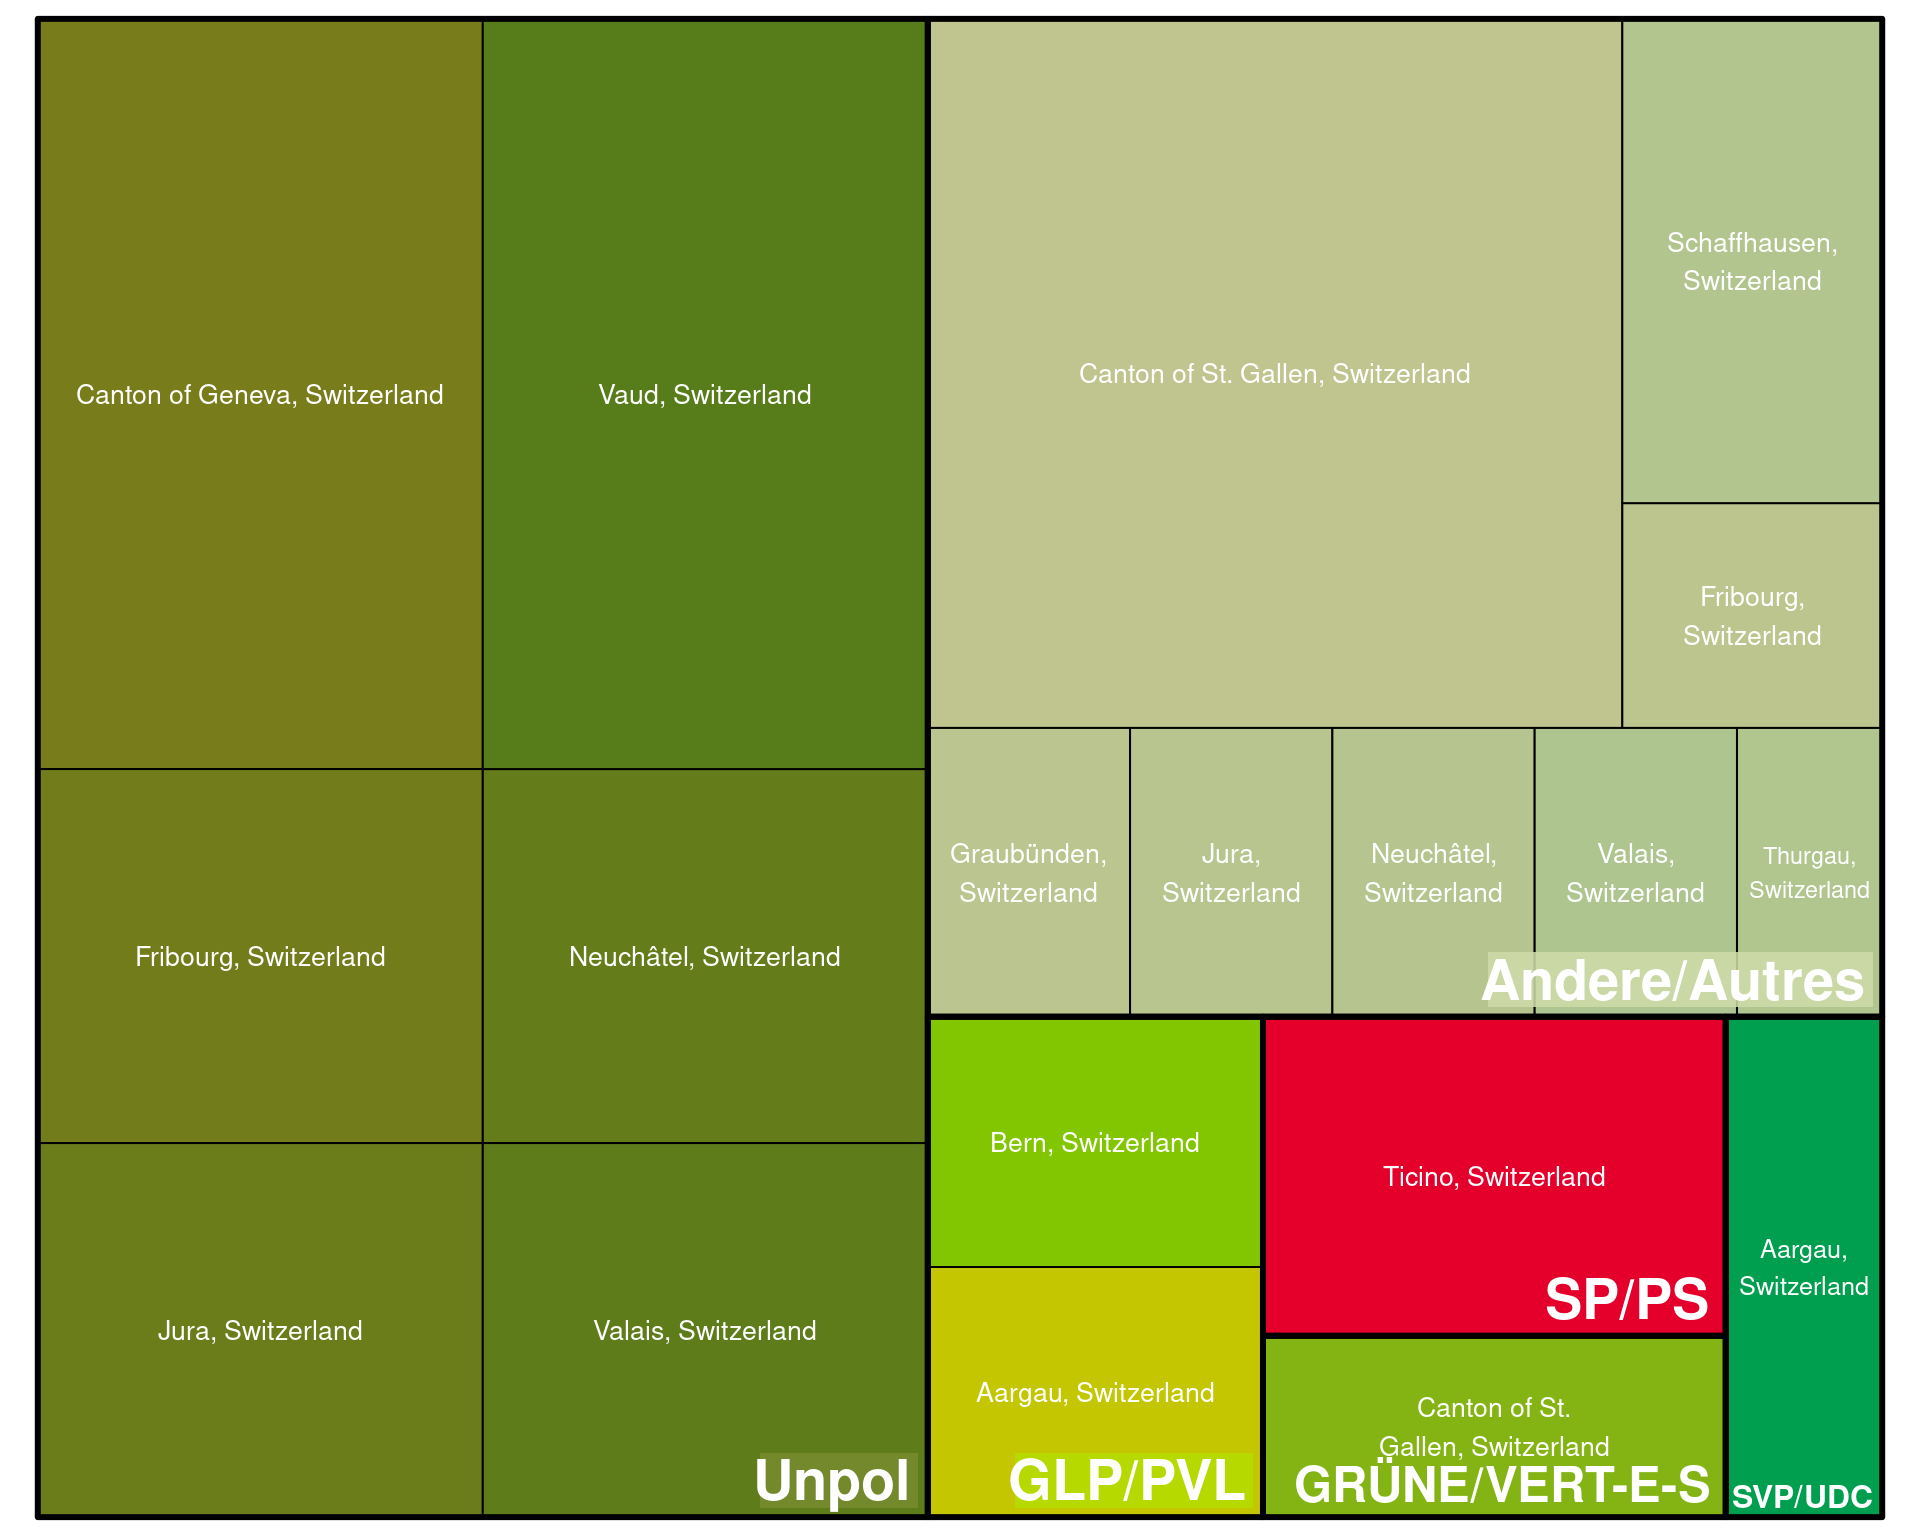 Canton of Geneva, Switzerland
Vaud, Switzerland
Fribourg, Switzerland
Neuchâtel, Switzerland
Jura, Switzerland
Valais, Switzerland
Unpol
Canton of St. Gallen, Switzerland
Schaffhausen,
Switzerland
Fribourg,
Switzerland
Graubünden,
Switzerland
Jura,
Switzerland
Neuchâtel,
Switzerland
Valais,
Switzerland
Thurgau,
Switzerland
Andere/Autres
Bern, Switzerland
Aargau, Switzerland
GLP/PVL
Ticino, Switzerland
SP/PS
Canton of St.
Gallen, Switzerland
GRÜNE/VERT-E-S
Aargau,
Switzerland
SVP/UDC